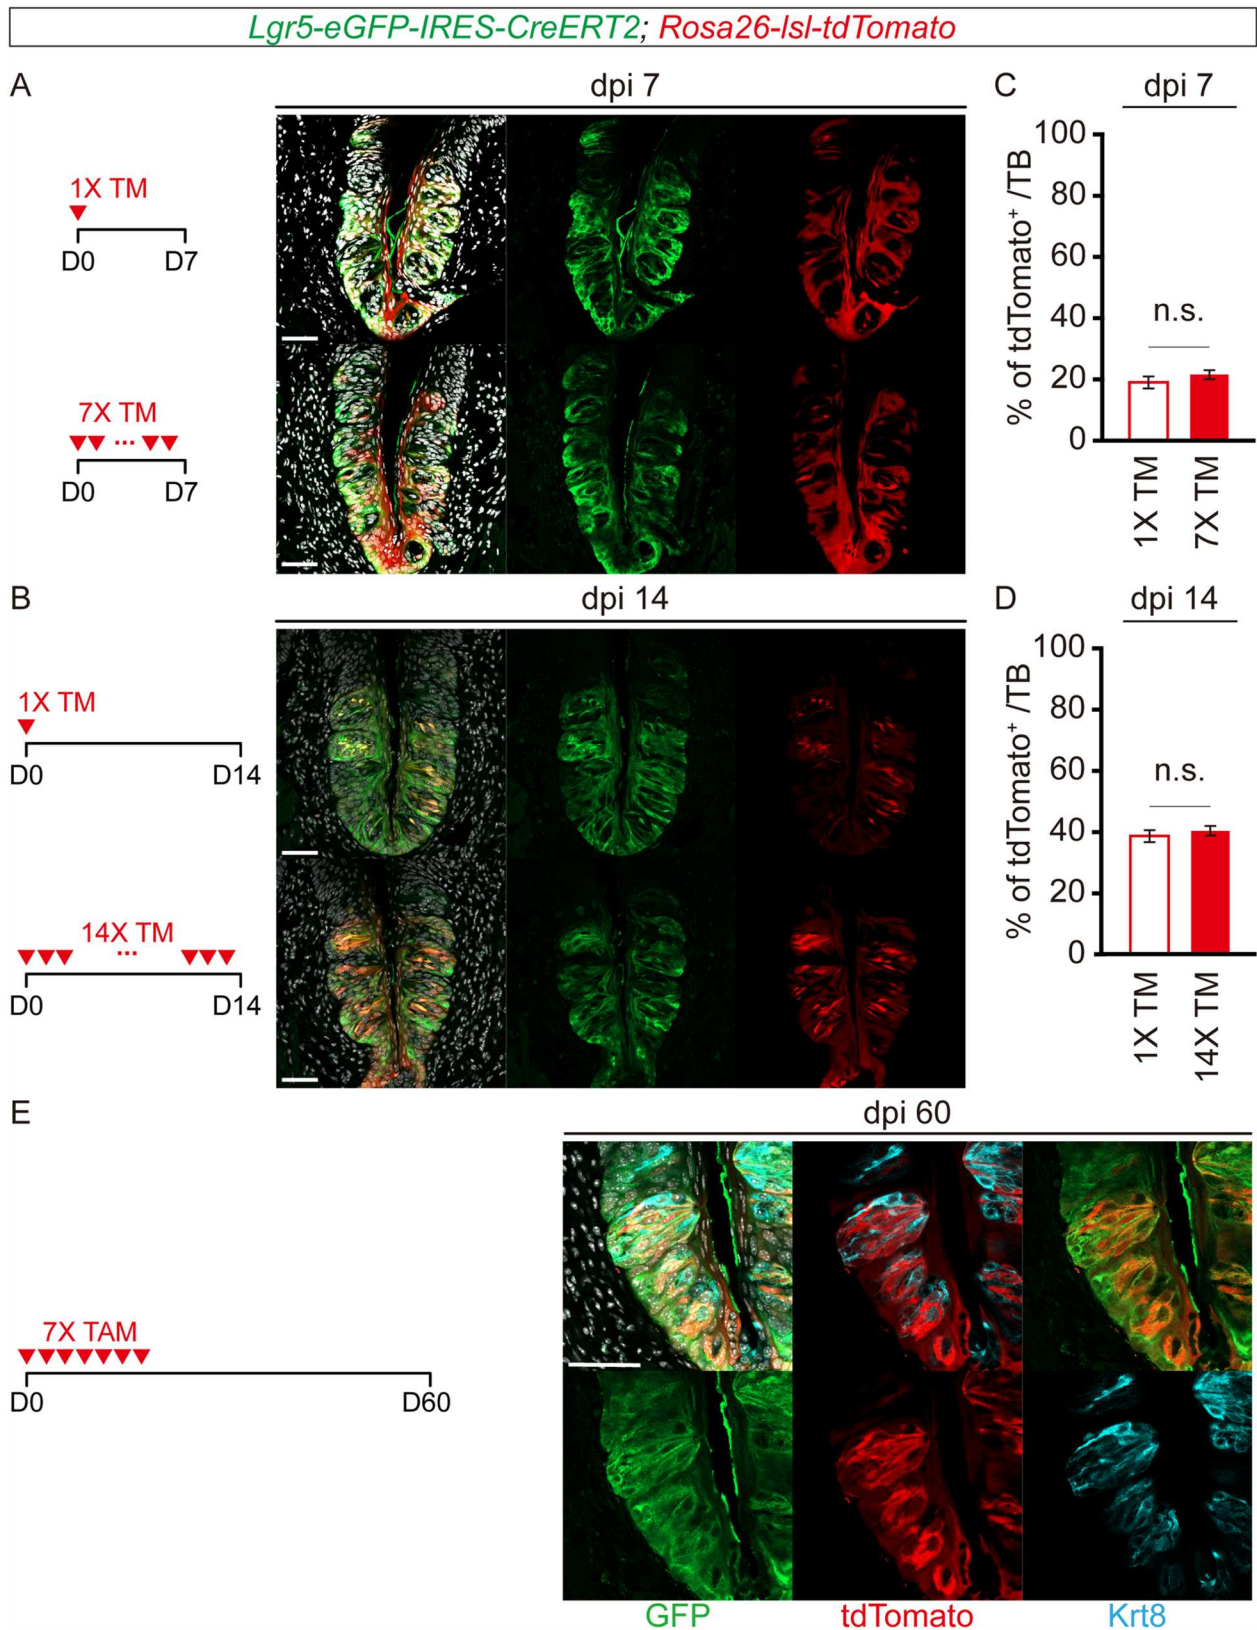 Lgr5-eGFP-IRES-CreERT2; Rosa26-lsl-tdTomato
A
dpi 7
1X TM
D0 D7
7X TM
...
D0 D7
C
dpi 7
% of tdTomato⁺ /TB
100
80
60
40
20
0
n.s.
1X TM
7X TM
B
dpi 14
1X TM
D0 D14
14X TM
...
D0 D14
D
dpi 14
% of tdTomato⁺ /TB
100
80
60
40
20
0
n.s.
1X TM
14X TM
E
dpi 60
7X TAM
D0 D60
GFP tdTomato Krt8